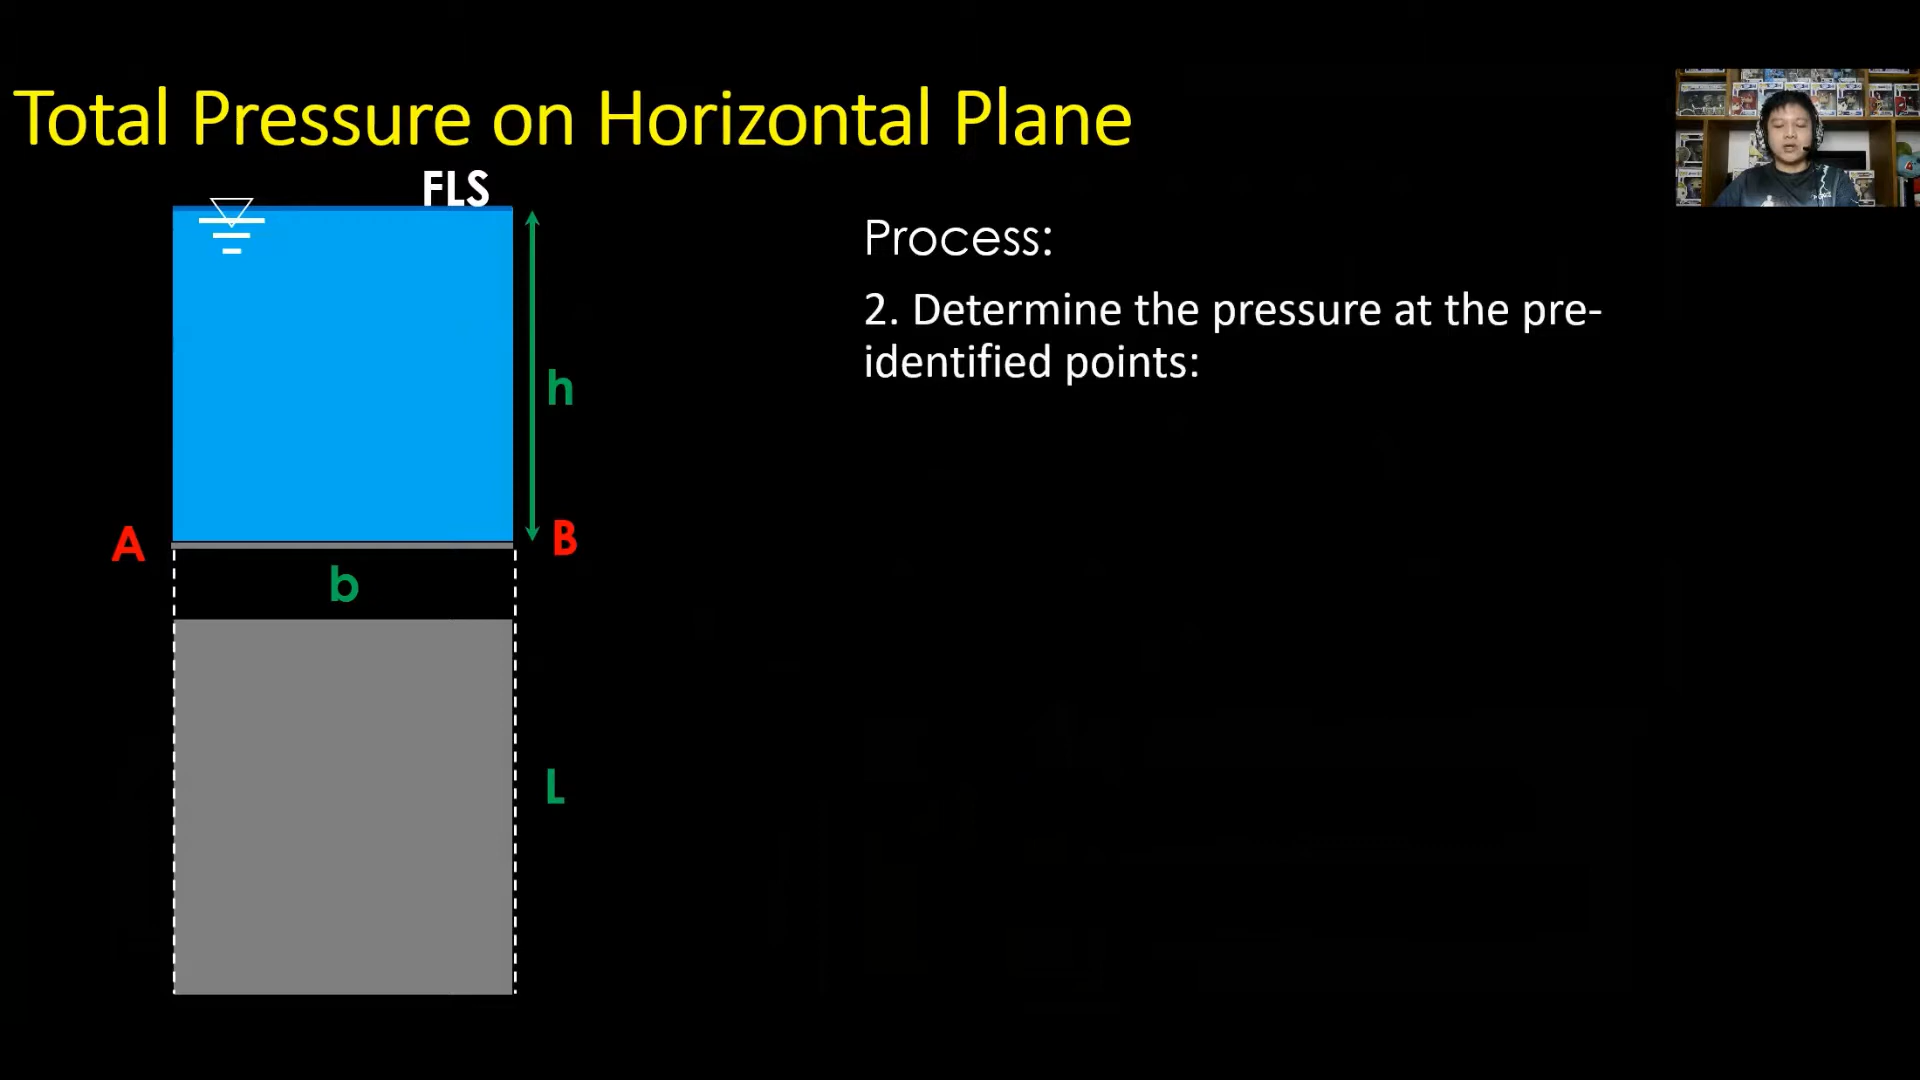 Total Pressure on Horizontal Plane
FLS
Process:
2. Determine the pressure at the pre-
identified points:
h
A
B
b
L